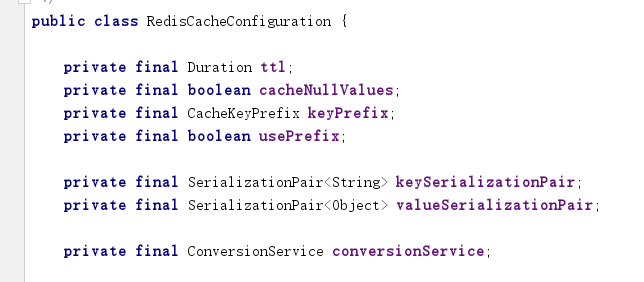 public class RedisCacheConfiguration {
private final Duration ttl;
private final boolean cacheNullValues;
private final CacheKeyPrefix keyPrefix;
private final boolean usePrefix;
private final SerializationPair<String> keySerializationPair;
private final SerializationPair<Object> valueSerializationPair;
private final ConversionService conversionService;